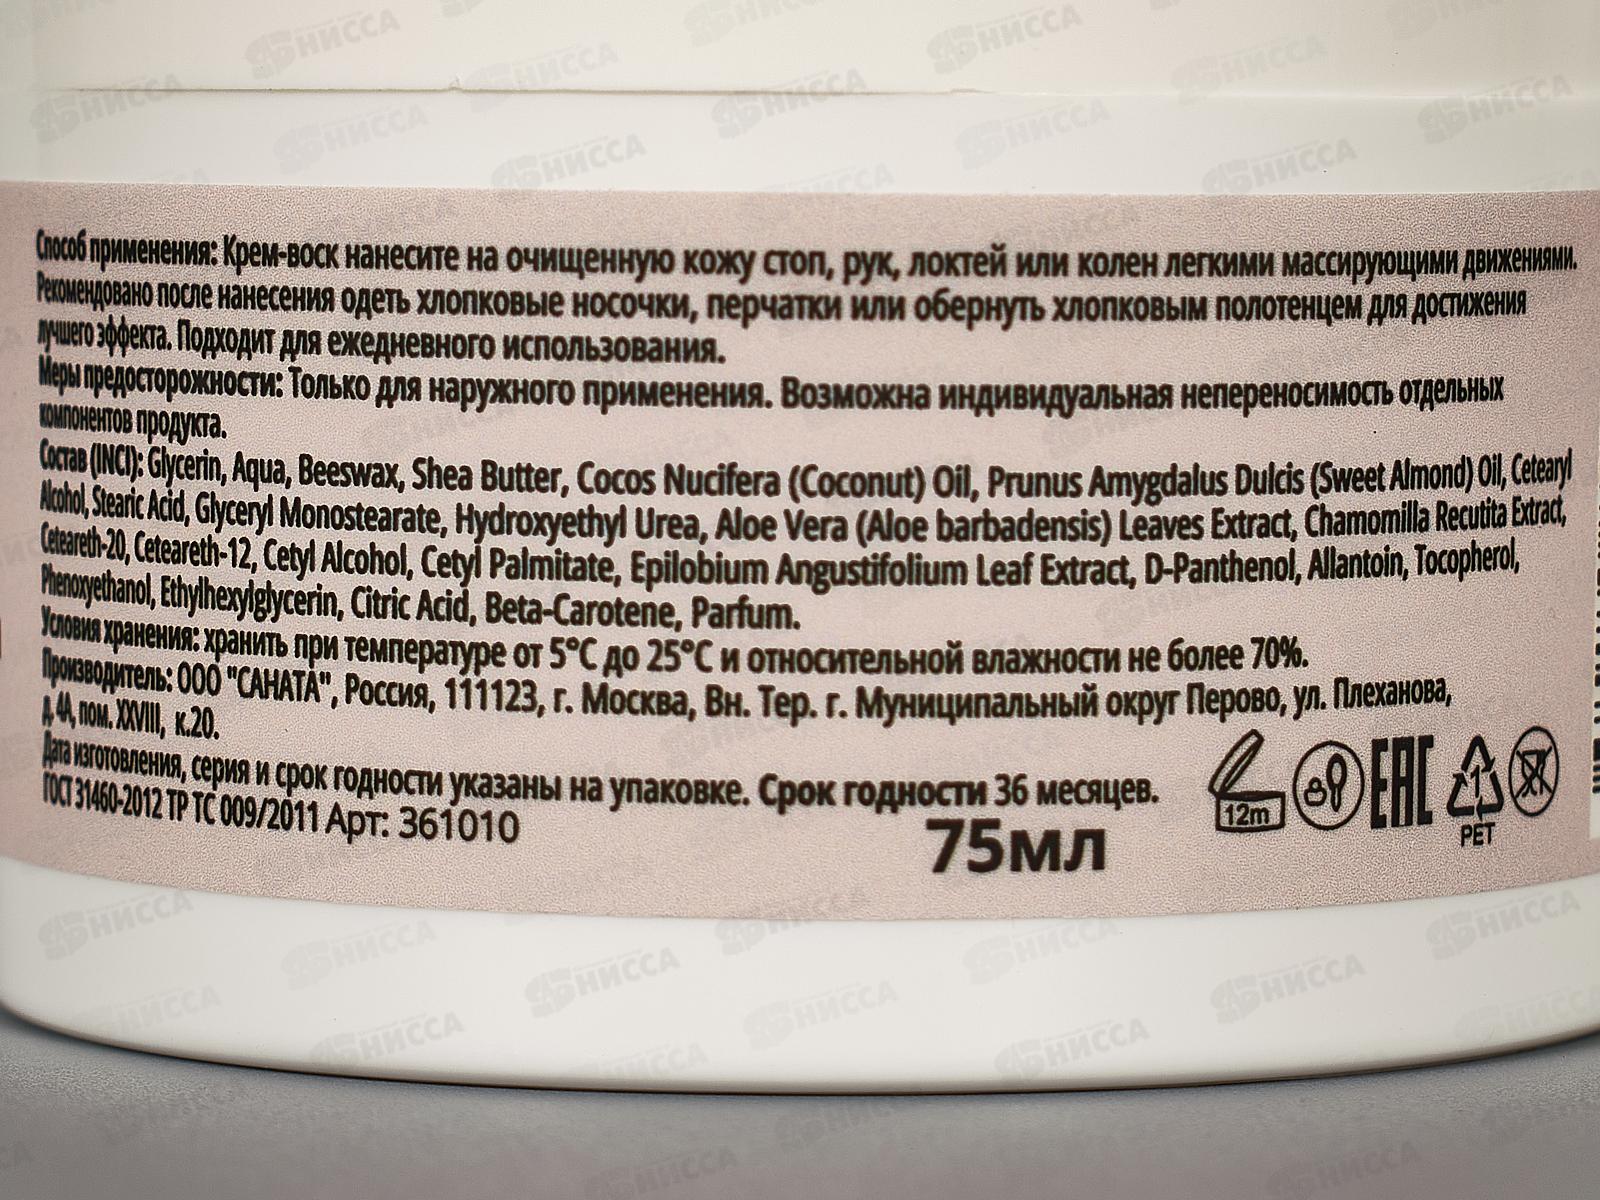 Способ применения: Крем-воск нанесите на очищенную кожу стоп, рук, локтей или колен легкими массирующими движениями.
Рекомендовано после нанесения одеть хлопковые носочки, перчатки или обернуть хлопковым полотенцем для достижения
лучшего эффекта. Подходит для ежедневного использования.
Меры предосторожности: Только для наружного применения. Возможна индивидуальная непереносимость отдельных
компонентов продукта.
Состав (INCI): Glycerin, Aqua, Beeswax, Shea Butter, Cocos Nucifera (Coconut) Oil, Prunus Amygdalus Dulcis (Sweet Almond) Oil, Cetearyl
Alcohol, Stearic Acid, Glyceryl Monostearate, Hydroxyethyl Urea, Aloe Vera (Aloe barbadensis) Leaves Extract, Chamomilla Recutita Extract,
Ceteareth-20, Ceteareth-12, Cetyl Alcohol, Cetyl Palmitate, Epilobium Angustifolium Leaf Extract, D-Panthenol, Allantoin, Tocopherol,
Phenoxyethanol, Ethylhexylglycerin, Citric Acid, Beta-Carotene, Parfum.
Условия хранения: хранить при температуре от 5°C до 25°C и относительной влажности не более 70%.
Производитель: ООО "САНАТА", Россия, 111123, г. Москва, Вн. Тер. г. Муниципальный округ Перово, ул. Плеханова,
д. 4А, пом. XXVIII, к.20.
Дата изготовления, серия и срок годности указаны на упаковке. Срок годности 36 месяцев.
ГОСТ 31460-2012 ТР ТС 009/2011 Арт: 361010
75мл
12m
EAC
1
PET
НИССА